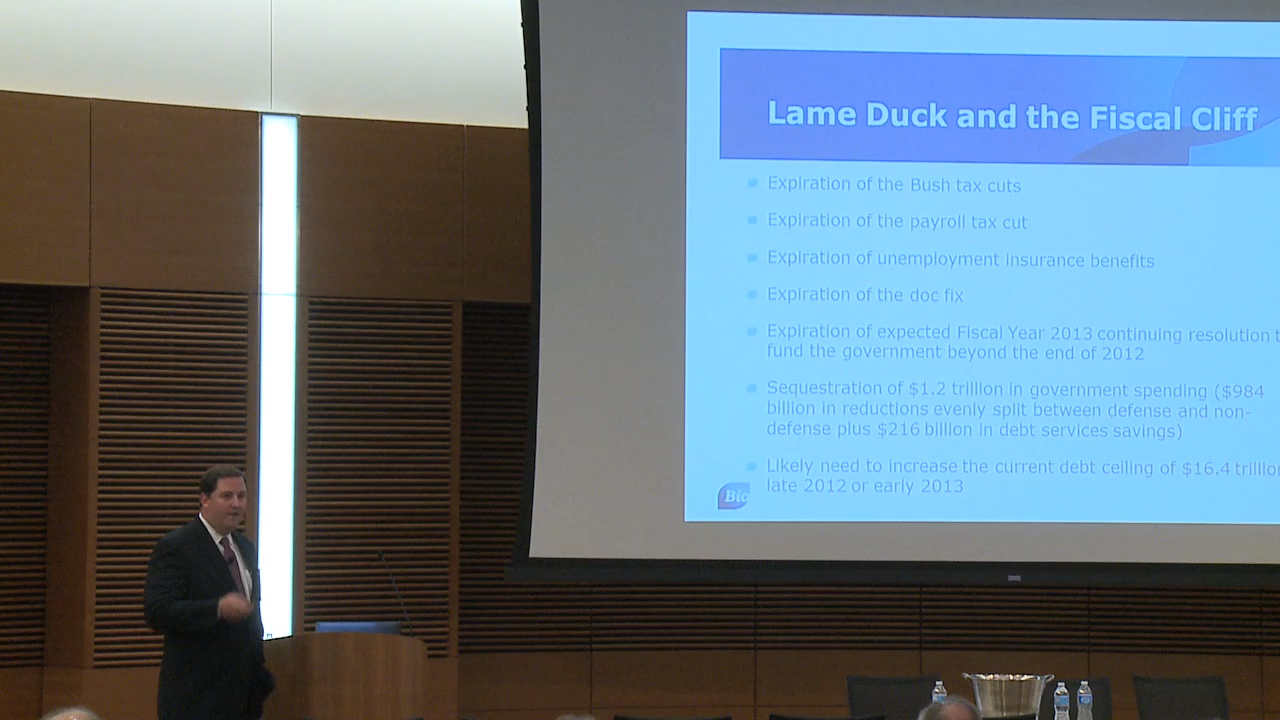 Lame Duck and the Fiscal Cliff
Expiration of the Bush tax cuts
Expiration of the payroll tax cut
Expiration of unemployment insurance benefits
Expiration of the doc fix
Expiration of expected Fiscal Year 2013 continuing resolution t
fund the government beyond the end of 2012
Sequestration of $1.2 trillion in government spending ($984
billion in reductions evenly split between defense and non-
defense plus $216 billion in debt services savings)
Likely need to increase the current debt ceiling of $16.4 trillion
late 2012 or early 2013
Bio